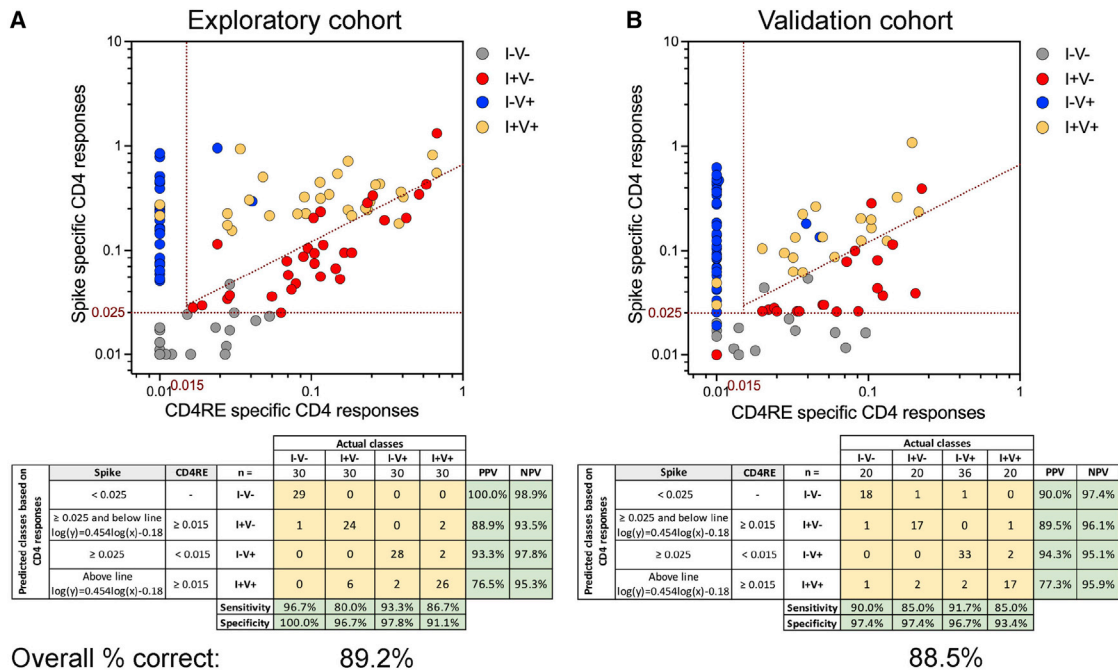 A Exploratory cohort
Spike specific CD4 responses
10
1
0.1
0.025
0.01
0.01 0.015 0.1 1
CD4RE specific CD4 responses
I-V-
I+V-
I-V+
I+V+
Actual classes
I-V- I+V- I-V+ I+V+
Spike CD4RE n = 30 30 30 30 PPV NPV
Predicted classes based on
CD4 responses
< 0.025 - I-V- 29 0 0 0 100.0% 98.9%
≥ 0.025 and below line
log(y)=0.454log(x)-0.18 ≥ 0.015 I+V- 1 24 0 2 88.9% 93.5%
≥ 0.025 < 0.015 I-V+ 0 0 28 2 93.3% 97.8%
Above line
log(y)=0.454log(x)-0.18 ≥ 0.015 I+V+ 0 6 2 26 76.5% 95.3%
Sensitivity 96.7% 80.0% 93.3% 86.7%
Specificity 100.0% 96.7% 97.8% 91.1%
B Validation cohort
Spike specific CD4 responses
10
1
0.1
0.025
0.01
0.01 0.015 0.1 1
CD4RE specific CD4 responses
I-V-
I+V-
I-V+
I+V+
Actual classes
I-V- I+V- I-V+ I+V+
Spike CD4RE n = 20 20 36 20 PPV NPV
Predicted classes based on
CD4 responses
< 0.025 - I-V- 18 1 1 0 90.0% 97.4%
≥ 0.025 and below line
log(y)=0.454log(x)-0.18 ≥ 0.015 I+V- 1 17 0 1 89.5% 96.1%
≥ 0.025 < 0.015 I-V+ 0 0 33 2 94.3% 95.1%
Above line
log(y)=0.454log(x)-0.18 ≥ 0.015 I+V+ 1 2 2 17 77.3% 95.9%
Sensitivity 90.0% 85.0% 91.7% 85.0%
Specificity 97.4% 97.4% 96.7% 93.4%
Overall % correct: 89.2% 88.5%